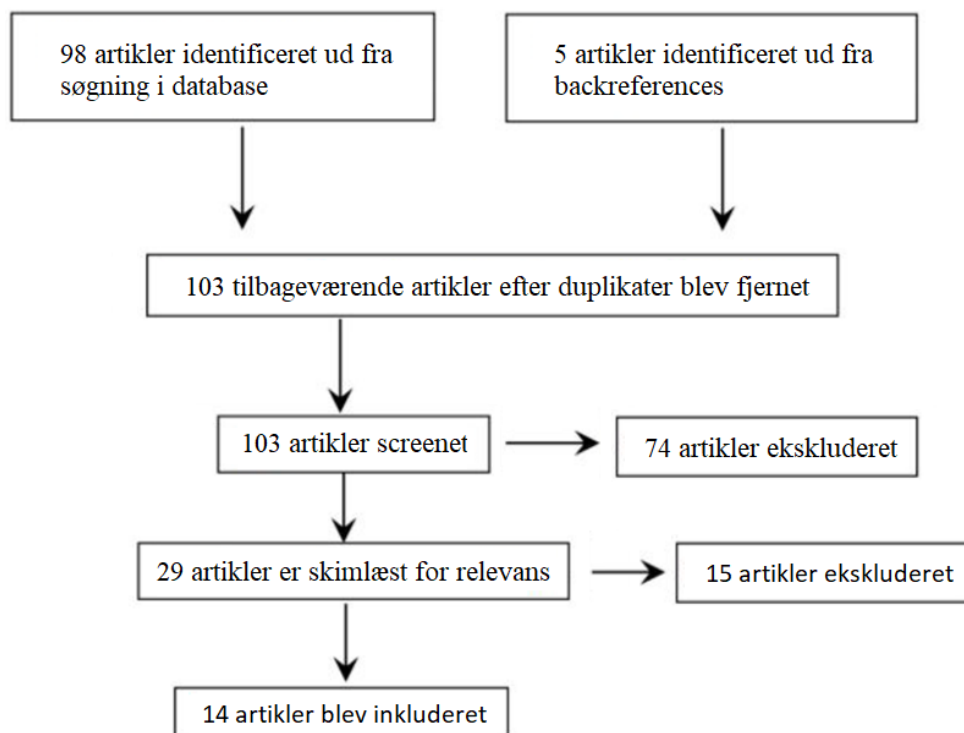 98 artikler identificeret ud fra
søgning i database
5 artikler identificeret ud fra
backreferences
103 tilbageværende artikler efter duplikater blev fjernet
103 artikler screenet
74 artikler ekskluderet
29 artikler er skimlæst for relevans
15 artikler ekskluderet
14 artikler blev inkluderet